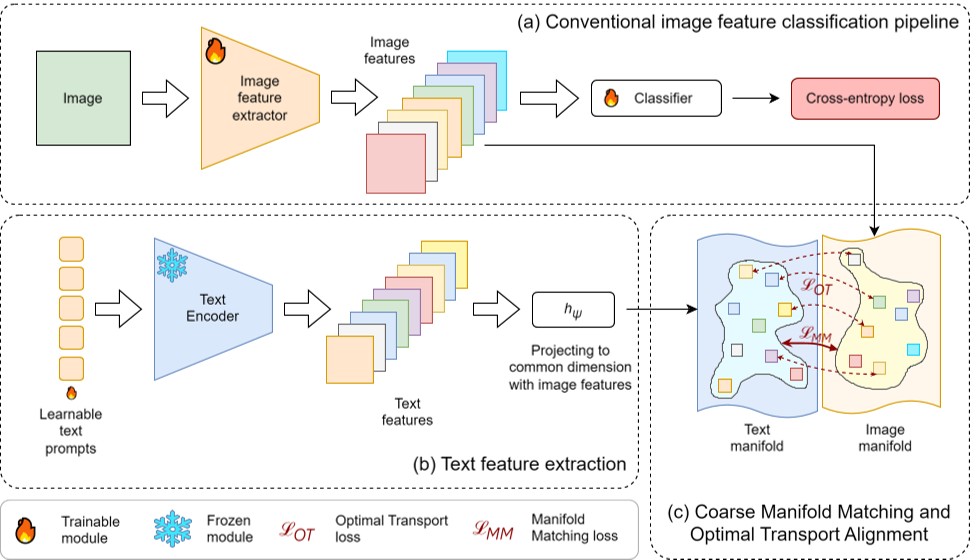 (a) Conventional image feature classification pipeline
Image
Image
feature
extractor
Image
features
Classifier
Cross-entropy loss
Text
Encoder
hψ
Projecting to
common dimension
with image features
Learnable
text
prompts
Text
features
(b) Text feature extraction
ℒOT
ℒMM
Text
manifold
Image
manifold
(c) Coarse Manifold Matching and
Optimal Transport Alignment
Trainable
module
Frozen
module
ℒOT
Optimal Transport
loss
ℒMM
Manifold
Matching loss